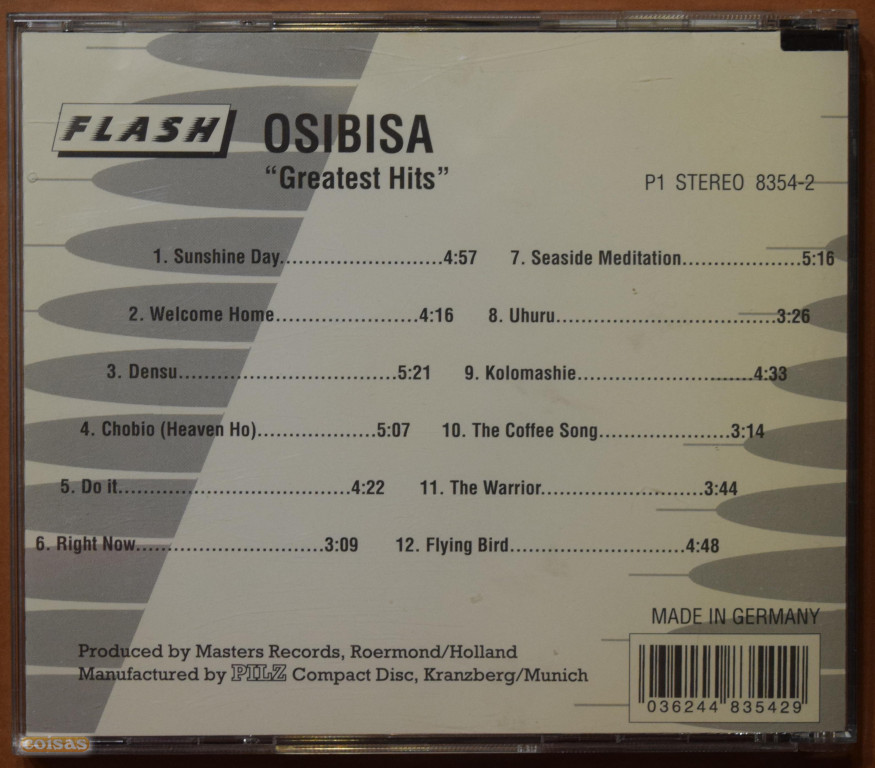 FLASH
OSIBISA
"Greatest Hits"
P1 STEREO 8354-2
1. Sunshine Day.........................4:57
2. Welcome Home......................4:16
3. Densu..................................5:21
4. Chobio (Heaven Ho)..................5:07
5. Do it....................................4:22
6. Right Now.............................3:09
7. Seaside Meditation..................5:16
8. Uhuru..................................3:26
9. Kolomashie...........................4:33
10. The Coffee Song....................3:14
11. The Warrior.........................3:44
12. Flying Bird...........................4:48
MADE IN GERMANY
Produced by Masters Records, Roermond/Holland
Manufactured by PILZ Compact Disc, Kranzberg/Munich
036244 835429
coisas